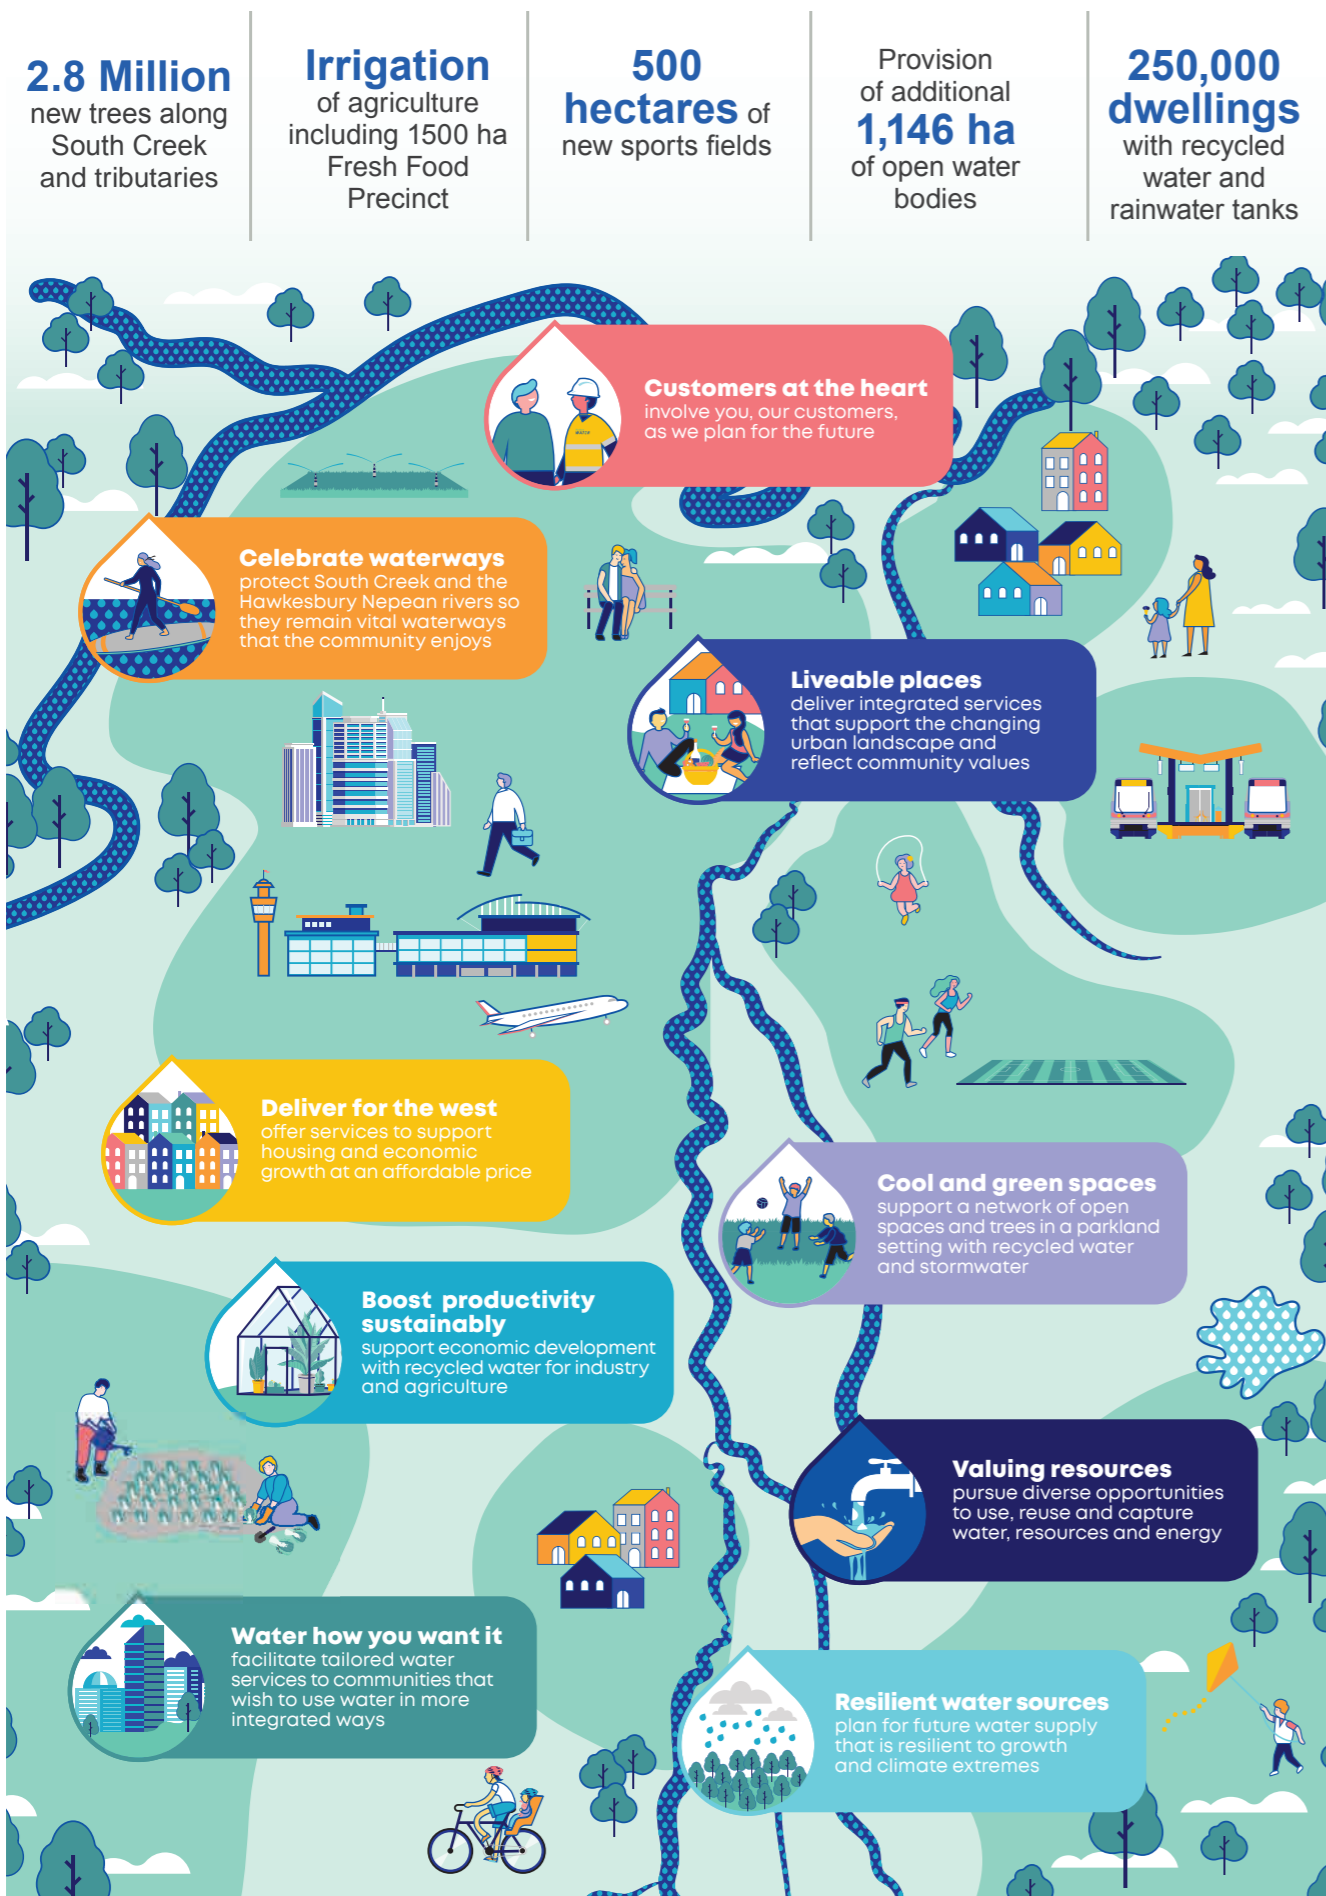 2.8 Million
new trees along
South Creek
and tributaries
Irrigation
of agriculture
including 1500 ha
Fresh Food
Precinct
500
hectares of
new sports fields
Provision
of additional
1,146 ha
of open water
bodies
250,000
dwellings
with recycled
water and
rainwater tanks
Customers at the heart
involve you, our customers,
as we plan for the future
Celebrate waterways
protect South Creek and the
Hawkesbury Nepean rivers so
they remain vital waterways
that the community enjoys
Liveable places
deliver integrated services
that support the changing
urban landscape and
reflect community values
Deliver for the west
offer services to support
housing and economic
growth at an affordable price
Cool and green spaces
support a network of open
spaces and trees in a parkland
setting with recycled water
and stormwater
Boost productivity
sustainably
support economic development
with recycled water for industry
and agriculture
Valuing resources
pursue diverse opportunities
to use, reuse and capture
water, resources and energy
Water how you want it
facilitate tailored water
services to communities that
wish to use water in more
integrated ways
Resilient water sources
plan for future water supply
that is resilient to growth
and climate extremes